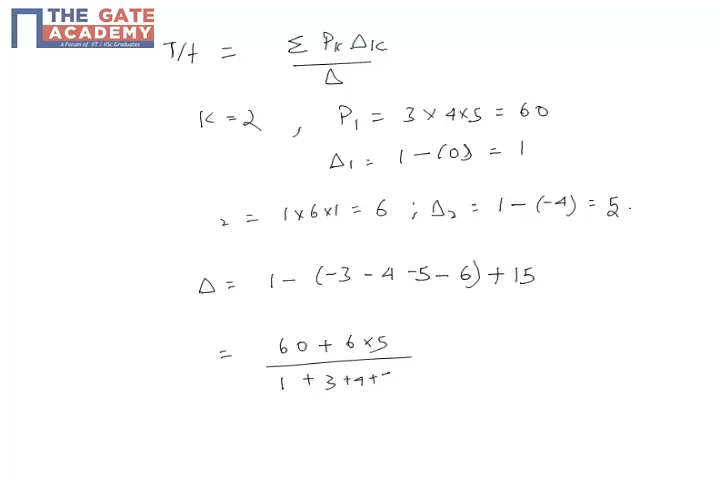 THE GATE
ACADEMY
A Forum of IIT / IISc Graduates
T/f = Σ Pk Δk / Δ
K = 2 , P1 = 3 × 4 × 5 = 60
Δ1 = 1 - (0) = 1
2 = 1 × 6 × 1 = 6 ; Δ2 = 1 - (-4) = 5.
Δ = 1 - (-3 - 4 - 5 - 6) + 15
= 60 + 6 × 5 / 1 + 3 + 4 +